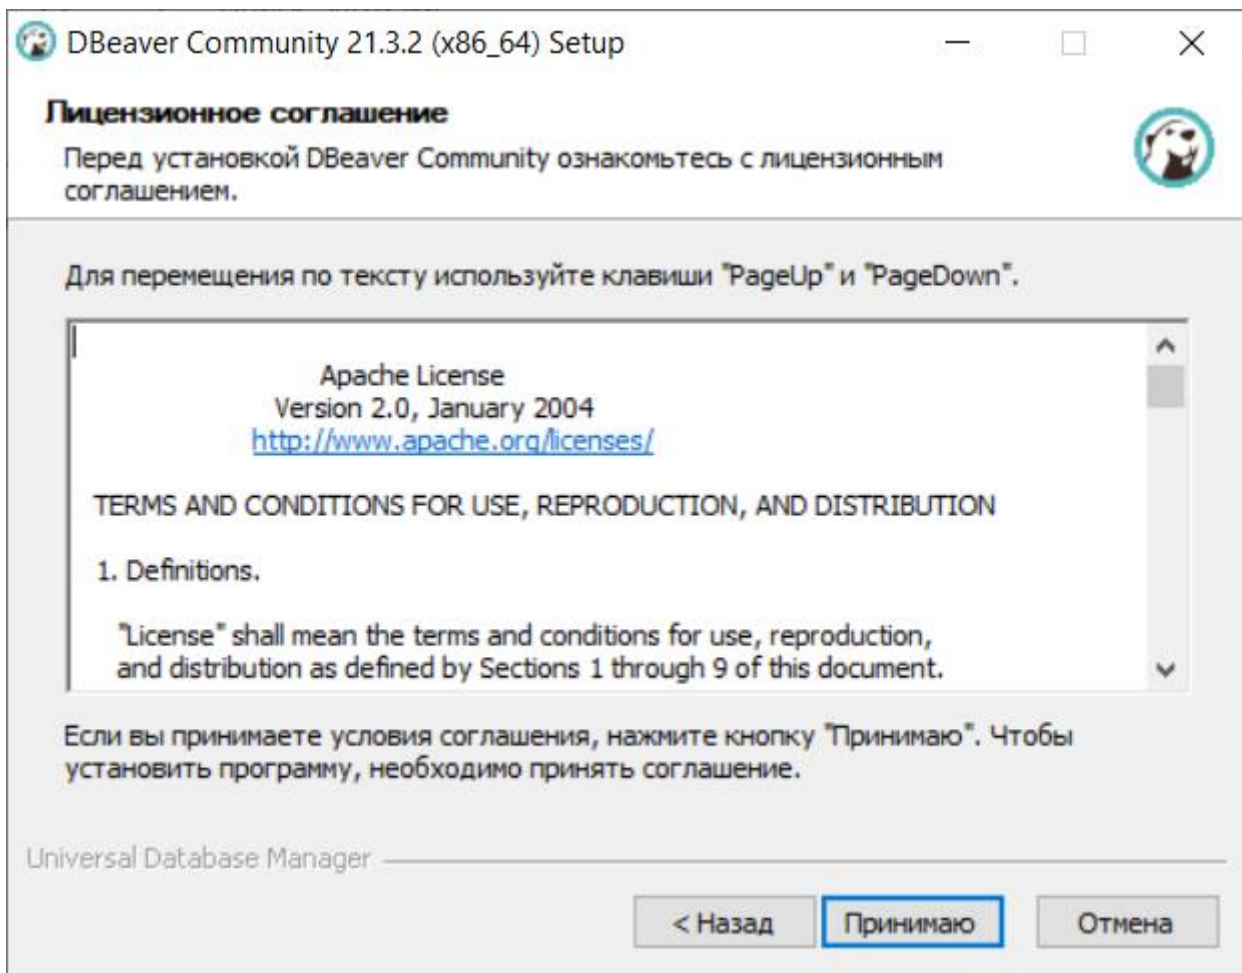 DBeaver Community 21.3.2 (x86_64) Setup
Лицензионное соглашение
Перед установкой DBeaver Community ознакомьтесь с лицензионным
соглашением.
Для перемещения по тексту используйте клавиши "PageUp" и "PageDown".
Apache License
Version 2.0, January 2004
http://www.apache.org/licenses/
TERMS AND CONDITIONS FOR USE, REPRODUCTION, AND DISTRIBUTION
1. Definitions.
"License" shall mean the terms and conditions for use, reproduction,
and distribution as defined by Sections 1 through 9 of this document.
Если вы принимаете условия соглашения, нажмите кнопку "Принимаю". Чтобы
установить программу, необходимо принять соглашение.
Universal Database Manager
< Назад Принимаю Отмена